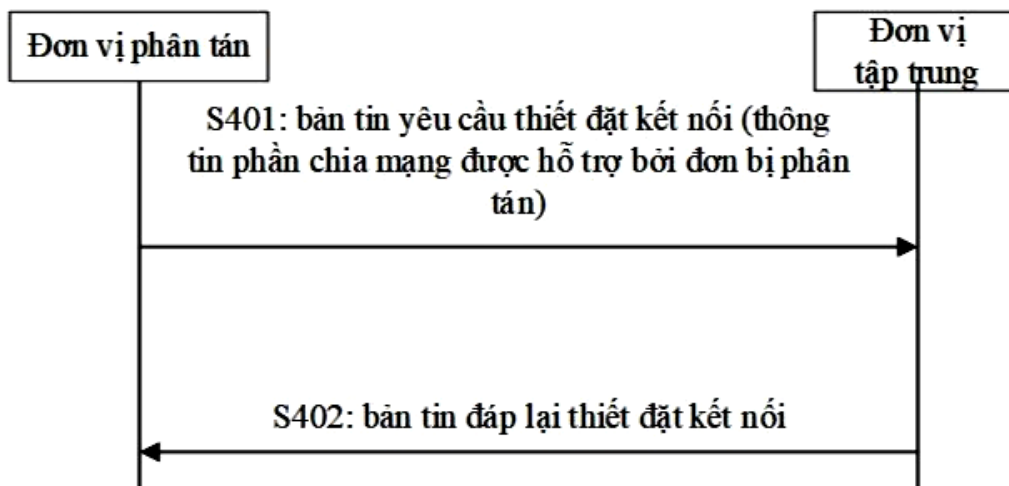 Đơn vị phân tán
Đơn vị
tập trung
S401: bản tin yêu cầu thiết đặt kết nối (thông
tin phần chia mạng được hỗ trợ bởi đơn bị phân
tán)
S402: bản tin đáp lại thiết đặt kết nối